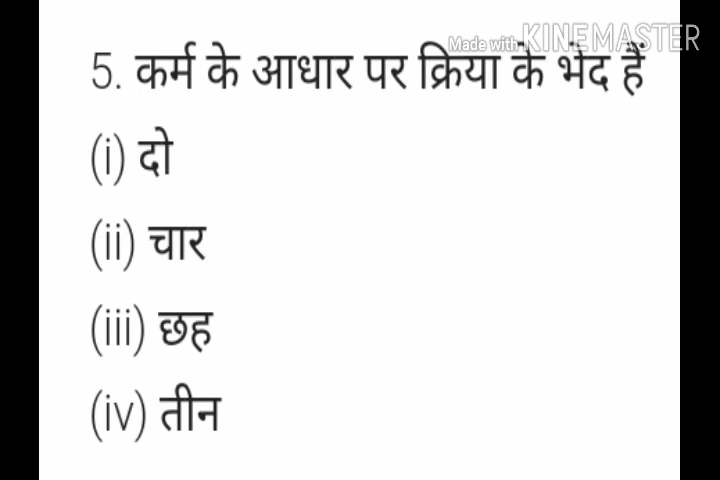 Made with KINEMASTER
5. कर्म के आधार पर क्रिया के भेद हैं
(i) दो
(ii) चार
(iii) छह
(iv) तीन